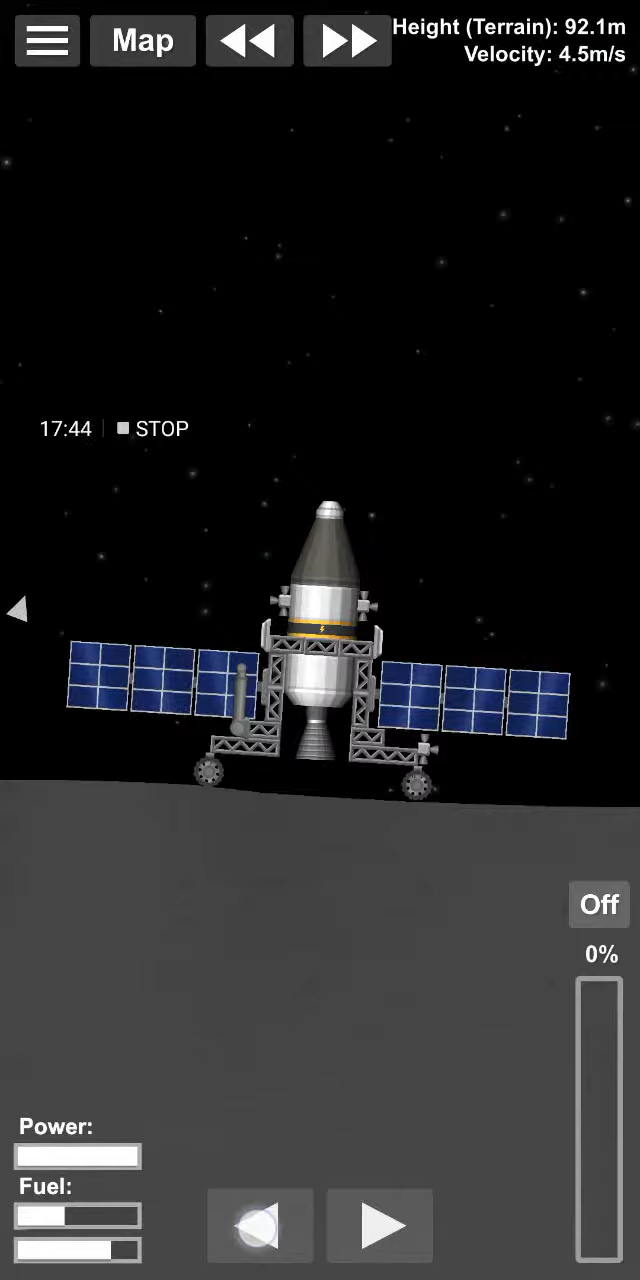 Map
Height (Terrain): 92.1m
Velocity: 4.5m/s
17:44
STOP
Off
0%
Power:
Fuel: